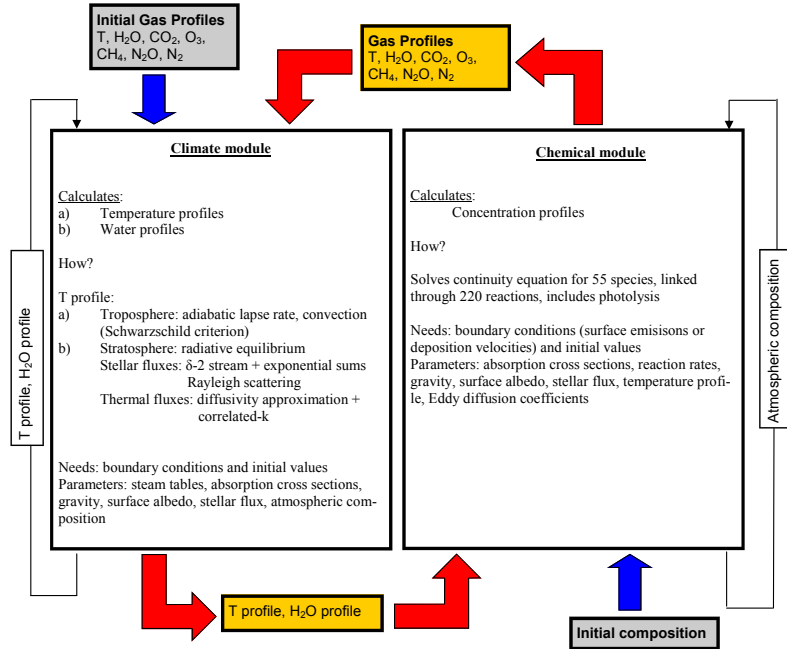 Initial Gas Profiles
T, H₂O, CO₂, O₃,
CH₄, N₂O, N₂
Gas Profiles
T, H₂O, CO₂, O₃,
CH₄, N₂O, N₂
T profile, H₂O profile
Climate module
Calculates:
a) Temperature profiles
b) Water profiles
How?
T profile:
a) Troposphere: adiabatic lapse rate, convection
(Schwarzschild criterion)
b) Stratosphere: radiative equilibrium
Stellar fluxes: δ-2 stream + exponential sums
Rayleigh scattering
Thermal fluxes: diffusivity approximation +
correlated-k
Needs: boundary conditions and initial values
Parameters: steam tables, absorption cross sections,
gravity, surface albedo, stellar flux, atmospheric com-
position
Chemical module
Calculates:
Concentration profiles
How?
Solves continuity equation for 55 species, linked
through 220 reactions, includes photolysis
Needs: boundary conditions (surface emisisons or
deposition velocities) and initial values
Parameters: absorption cross sections, reaction rates,
gravity, surface albedo, stellar flux, temperature profi-
le, Eddy diffusion coefficients
Atmospheric composition
T profile, H₂O profile
Initial composition